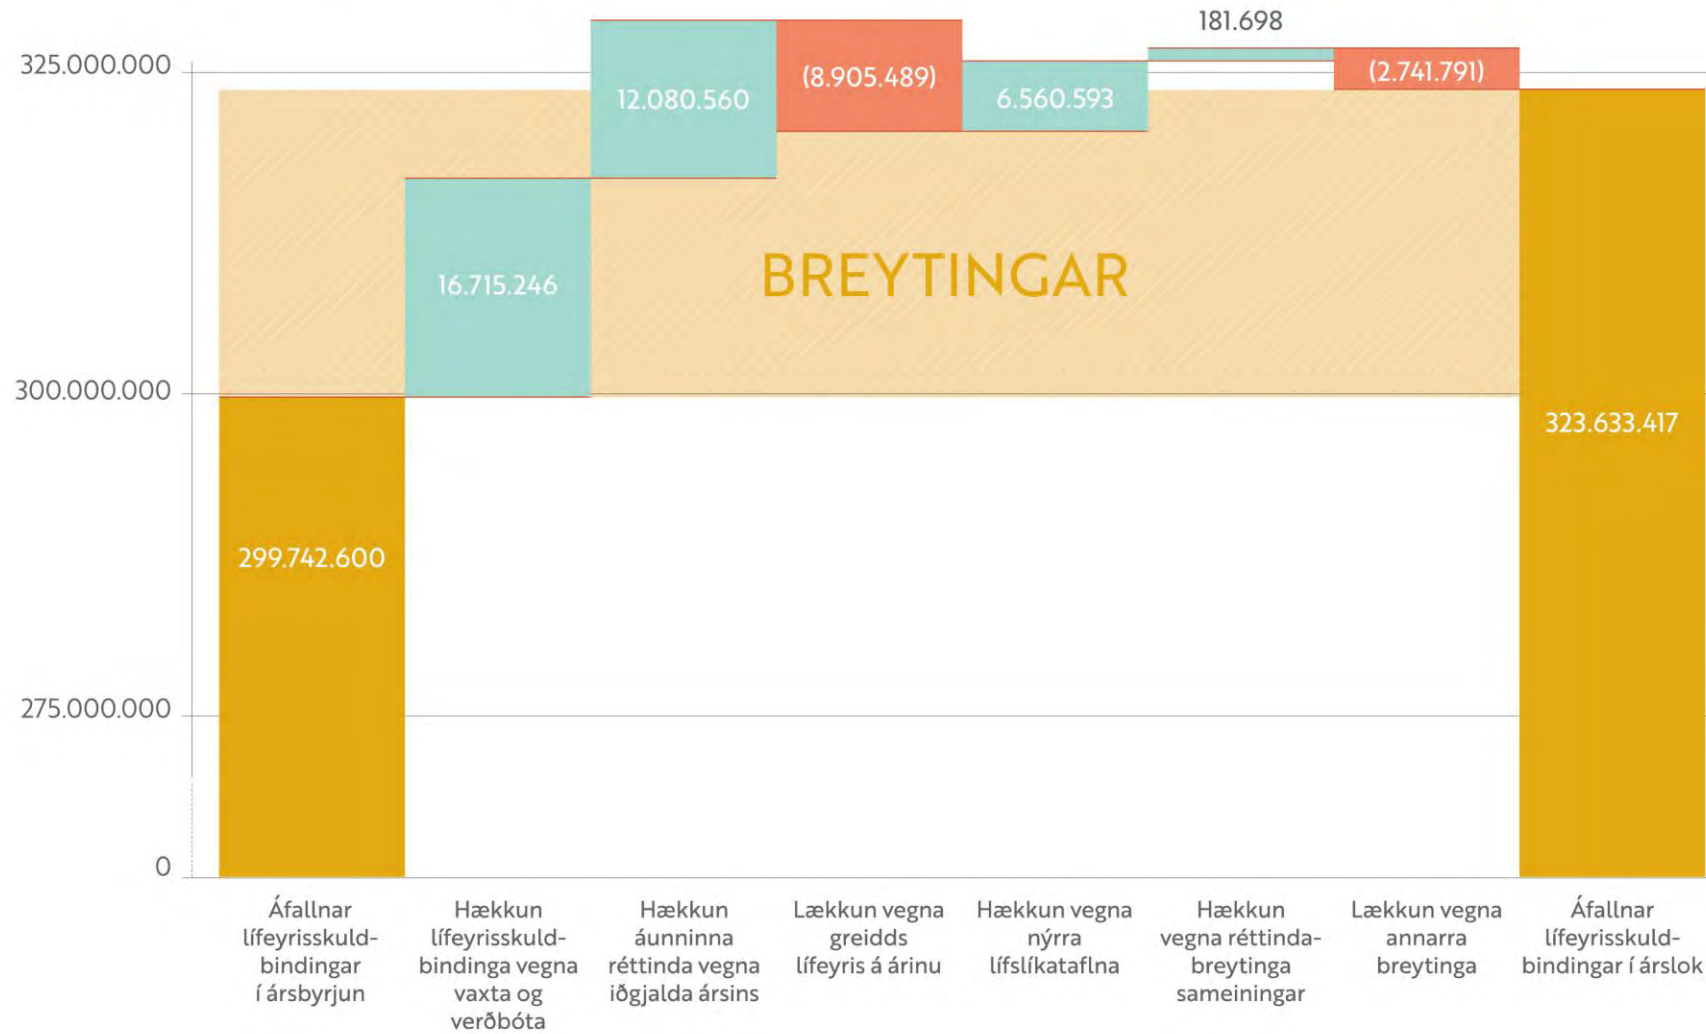 181.698
325.000.000
(8.905.489)
(2.741.791)
12.080.560
6.560.593
BREYTINGAR
16.715.246
300.000.000
323.633.417
299.742.600
275.000.000
0
Áfallnar
lífeyrisskuld-
bindingar
í ársbyrjun
Hækkun
lífeyrisskuld-
bindinga vegna
vaxta og
verðbóta
Hækkun
áunninna
réttinda vegna
iðgjalda ársins
Lækkun vegna
greidds
lífeyris á árinu
Hækkun vegna
nýrra
lífslíkataflna
Hækkun
vegna réttinda-
breytinga
sameiningar
Lækkun vegna
annarra
breytinga
Áfallnar
lífeyrisskuld-
bindingar í árslok